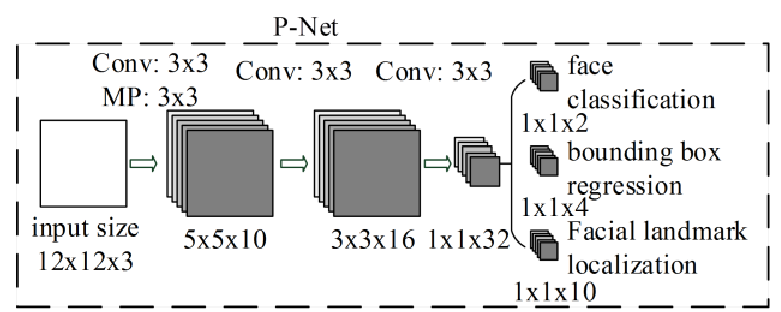 P-Net
Conv: 3x3
MP: 3x3
Conv: 3x3
Conv: 3x3
input size
12x12x3
5x5x10
3x3x16
1x1x32
face
classification
1x1x2
bounding box
regression
1x1x4
Facial landmark
localization
1x1x10